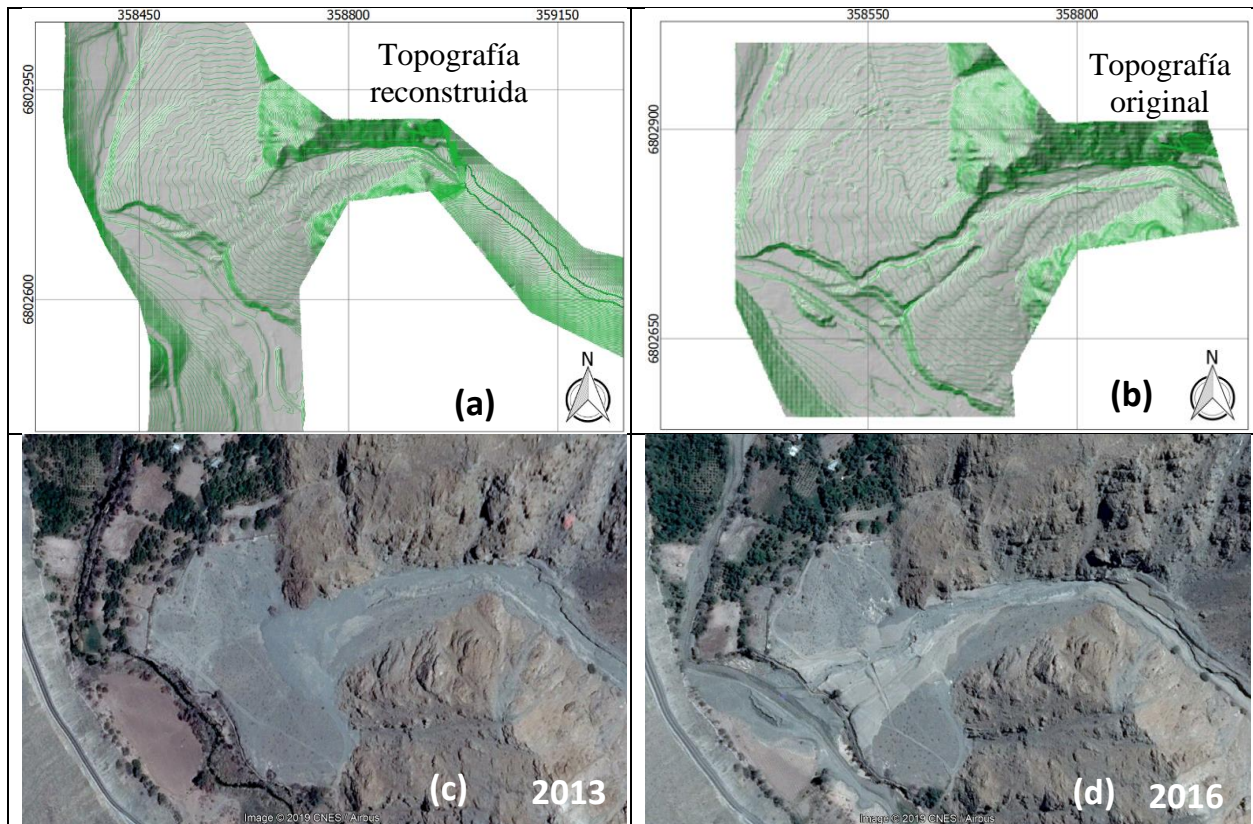 358450 358800 359150
Topografía
reconstruida
6802950
6802600
N
(a)
358550 358800
Topografía
original
6802900
6802650
N
(b)
(c) 2013
Image © 2019 CNES / Airbus
(d) 2016
Image © 2019 CNES / Airbus